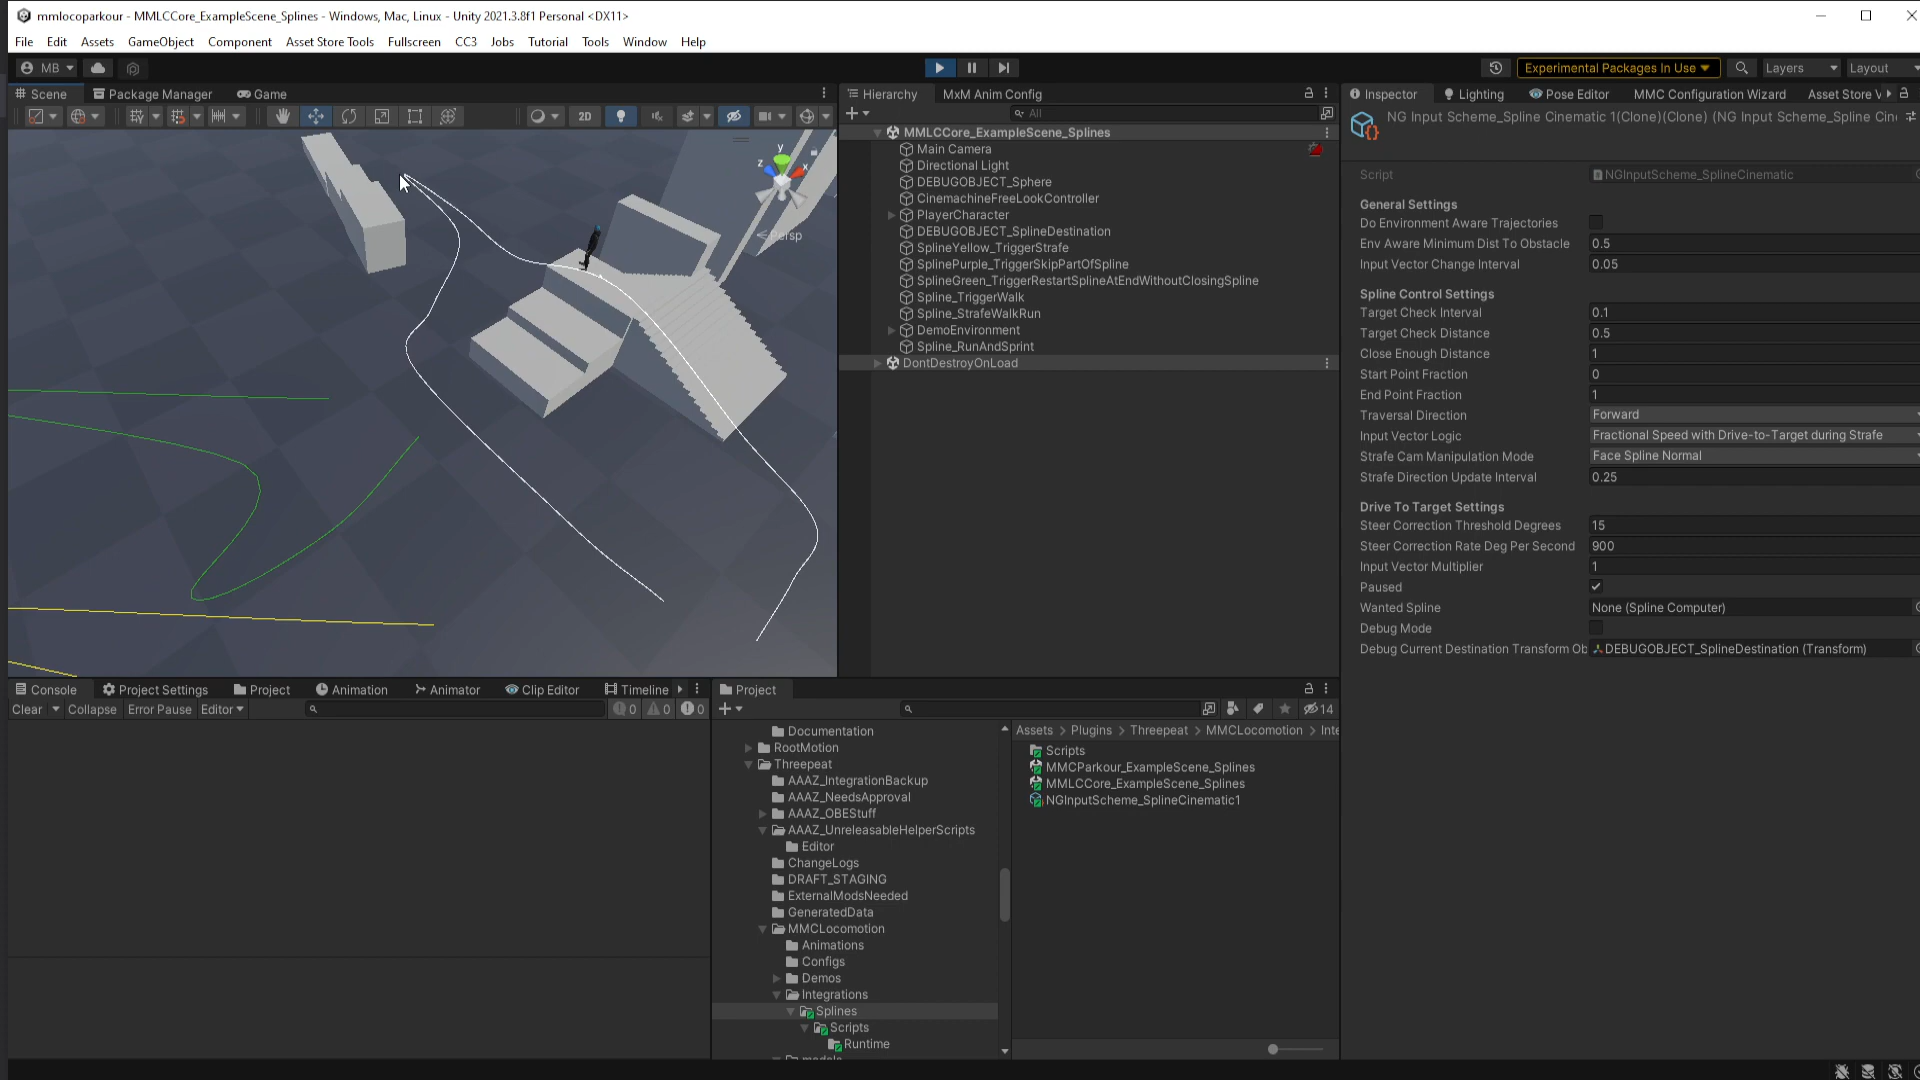 mmlocoparkour - MMLCCore_ExampleScene_Splines - Windows, Mac, Linux - Unity 2021.3.8f1 Personal <DX11>
File Edit Assets GameObject Component Asset Store Tools Fullscreen CC3 Jobs Tutorial Tools Window Help
MB
Experimental Packages In Use
Layers
Layout
Scene
Package Manager
Game
2D
y
z
x
Persp
Hierarchy
MxM Anim Config
All
MMLCCore_ExampleScene_Splines
Main Camera
Directional Light
DEBUGOBJECT_Sphere
CinemachineFreeLookController
PlayerCharacter
DEBUGOBJECT_SplineDestination
SplineYellow_TriggerStrafe
SplinePurple_TriggerSkipPartOfSpline
SplineGreen_TriggerRestartSplineAtEndWithoutClosingSpline
Spline_TriggerWalk
Spline_StrafeWalkRun
DemoEnvironment
Spline_RunAndSprint
DontDestroyOnLoad
Inspector
Lighting
Pose Editor
MMC Configuration Wizard
Asset Store V
NG Input Scheme_Spline Cinematic 1(Clone)(Clone) (NG Input Scheme_Spline Cin
Script NGInputScheme_SplineCinematic
General Settings
Do Environment Aware Trajectories
Env Aware Minimum Dist To Obstacle 0.5
Input Vector Change Interval 0.05
Spline Control Settings
Target Check Interval 0.1
Target Check Distance 0.5
Close Enough Distance 1
Start Point Fraction 0
End Point Fraction 1
Traversal Direction Forward
Input Vector Logic Fractional Speed with Drive-to-Target during Strafe
Strafe Cam Manipulation Mode Face Spline Normal
Strafe Direction Update Interval 0.25
Drive To Target Settings
Steer Correction Threshold Degrees 15
Steer Correction Rate Deg Per Second 900
Input Vector Multiplier 1
Paused
Wanted Spline None (Spline Computer)
Debug Mode
Debug Current Destination Transform Ob DEBUGOBJECT_SplineDestination (Transform)
Console
Project Settings
Project
Animation
Animator
Clip Editor
Timeline
Clear Collapse Error Pause Editor
0 0 0
Project
14
Documentation
RootMotion
Threepeat
AAAZ_IntegrationBackup
AAAZ_NeedsApproval
AAAZ_OBEStuff
AAAZ_UnreleasableHelperScripts
Editor
ChangeLogs
DRAFT_STAGING
ExternalModsNeeded
GeneratedData
MMCLocomotion
Animations
Configs
Demos
Integrations
Splines
Scripts
Runtime
models
Assets > Plugins > Threepeat > MMCLocomotion > Inte
Scripts
MMCParkour_ExampleScene_Splines
MMLCCore_ExampleScene_Splines
NGInputScheme_SplineCinematic1